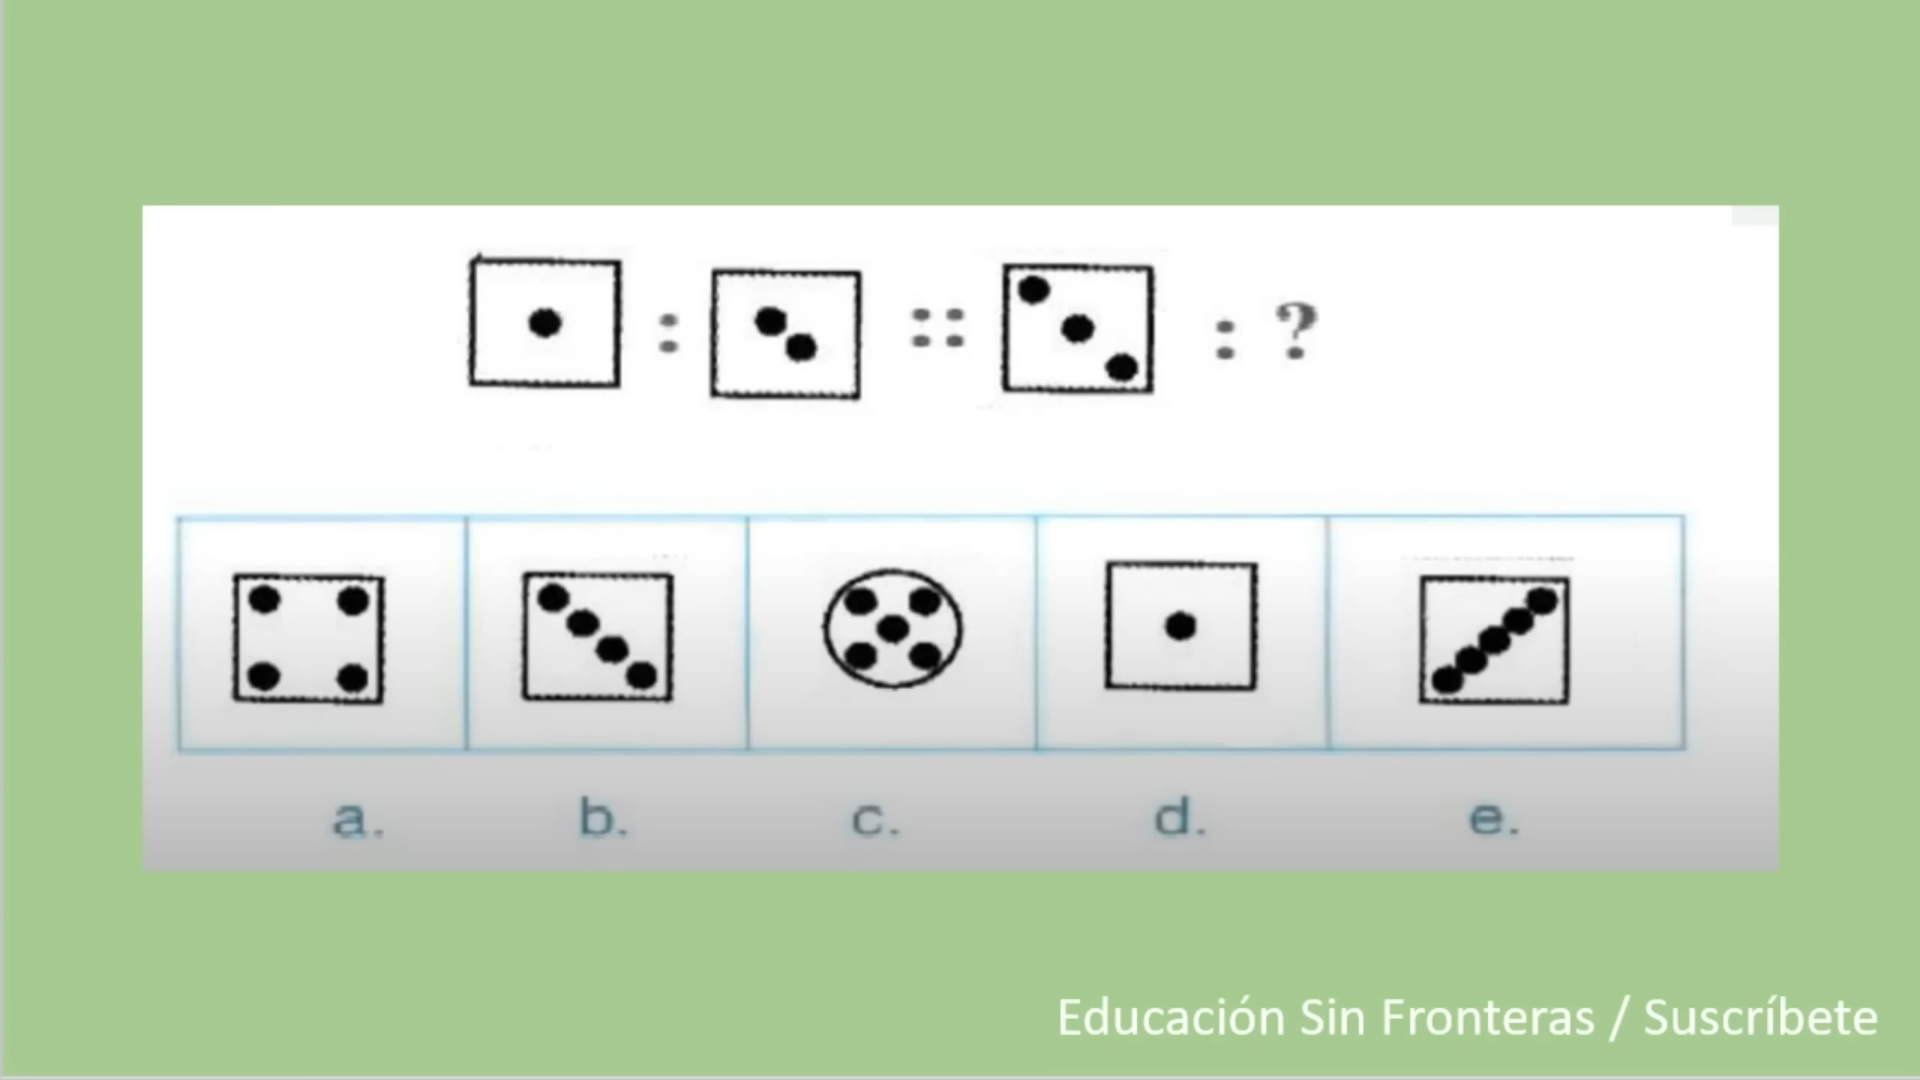 : :: : ?
a. b. c. d. e.
Educación Sin Fronteras / Suscríbete